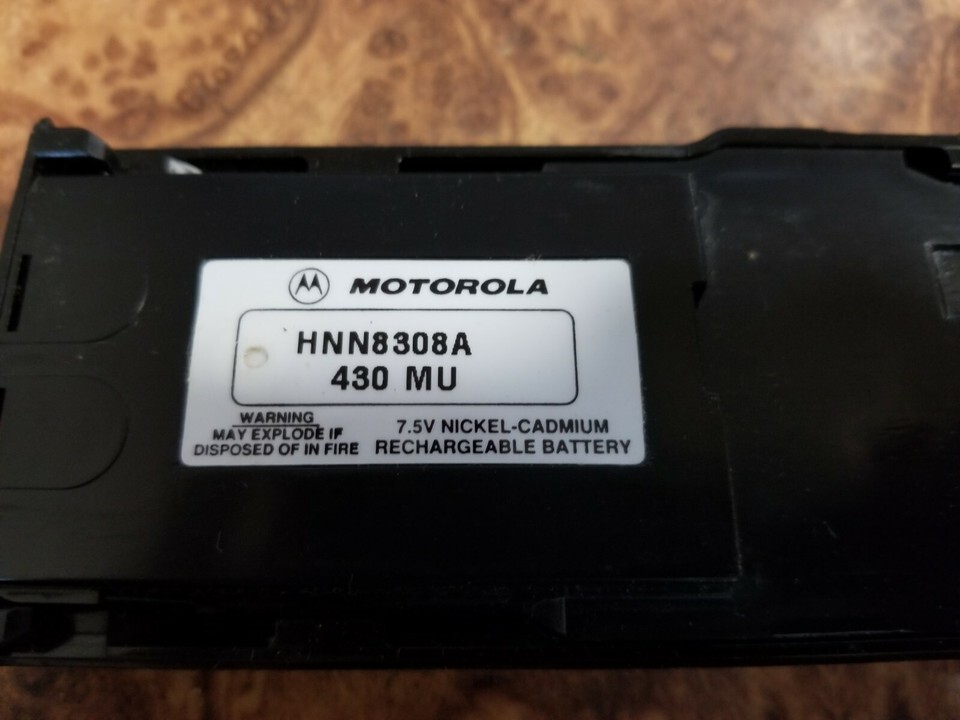 MOTOROLA
HNN8308A
430 MU
WARNING
MAY EXPLODE IF
DISPOSED OF IN FIRE
7.5V NICKEL-CADMIUM
RECHARGEABLE BATTERY